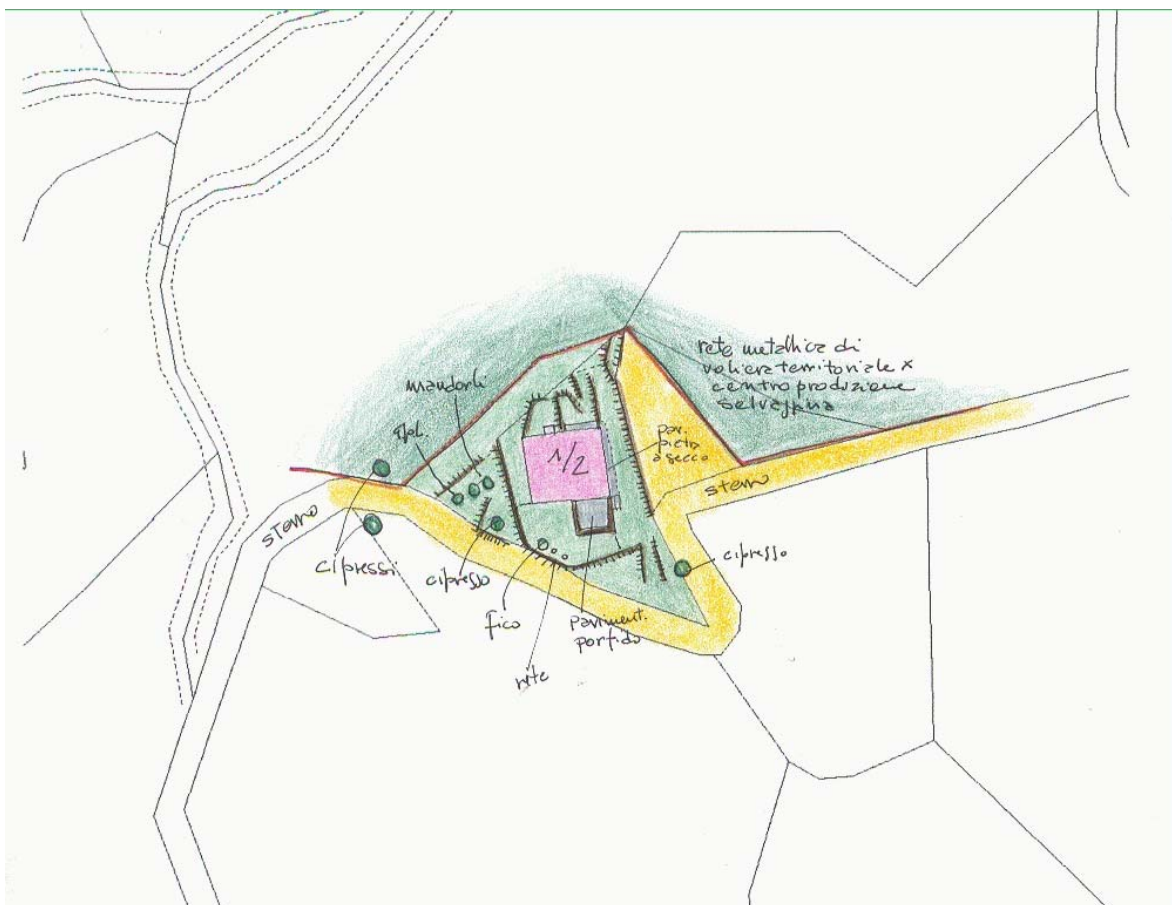 rete metallica di
voliera territoriale x
centro produzione
selvaggina
mandorli
1/2
par.
pietra
a secco
sterro
sterro
cipressi
cipresso
cipresso
fico
paviment.
porfido
rete